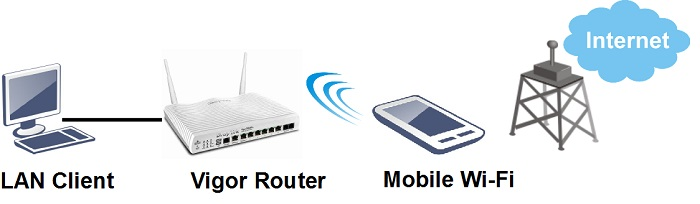 Internet
LAN Client
Vigor Router
Mobile Wi-Fi